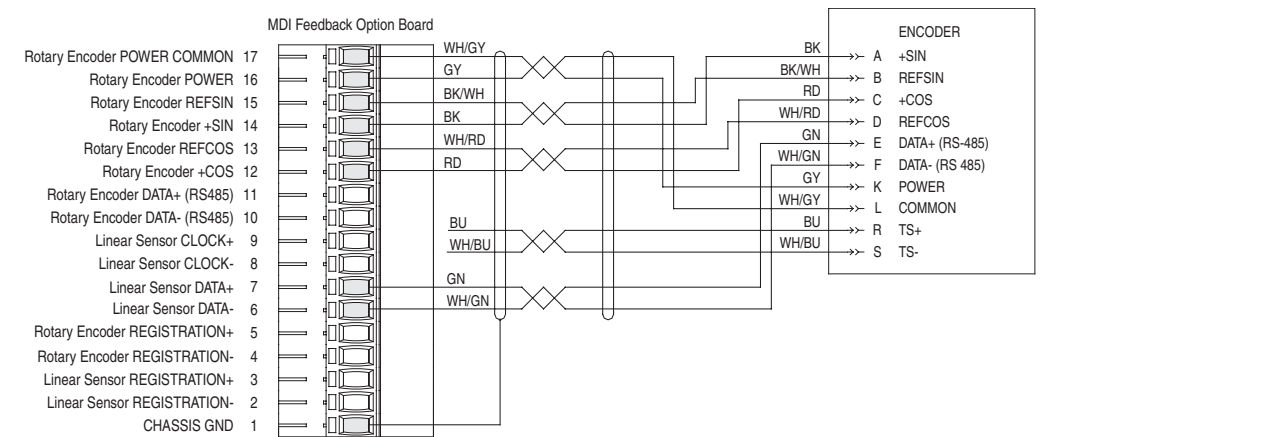 MDI Feedback Option Board
ENCODER
Rotary Encoder POWER COMMON 17 WH/GY BK A +SIN
Rotary Encoder POWER 16 GY BK/WH B REFSIN
Rotary Encoder REFSIN 15 BK/WH RD C +COS
Rotary Encoder +SIN 14 BK WH/RD D REFCOS
Rotary Encoder REFCOS 13 WH/RD GN E DATA+ (RS-485)
Rotary Encoder +COS 12 RD WH/GN F DATA- (RS 485)
Rotary Encoder DATA+ (RS485) 11 GY K POWER
Rotary Encoder DATA- (RS485) 10 WH/GY L COMMON
Linear Sensor CLOCK+ 9 BU BU R TS+
Linear Sensor CLOCK- 8 WH/BU WH/BU S TS-
Linear Sensor DATA+ 7 GN
Linear Sensor DATA- 6 WH/GN
Rotary Encoder REGISTRATION+ 5
Rotary Encoder REGISTRATION- 4
Linear Sensor REGISTRATION+ 3
Linear Sensor REGISTRATION- 2
CHASSIS GND 1